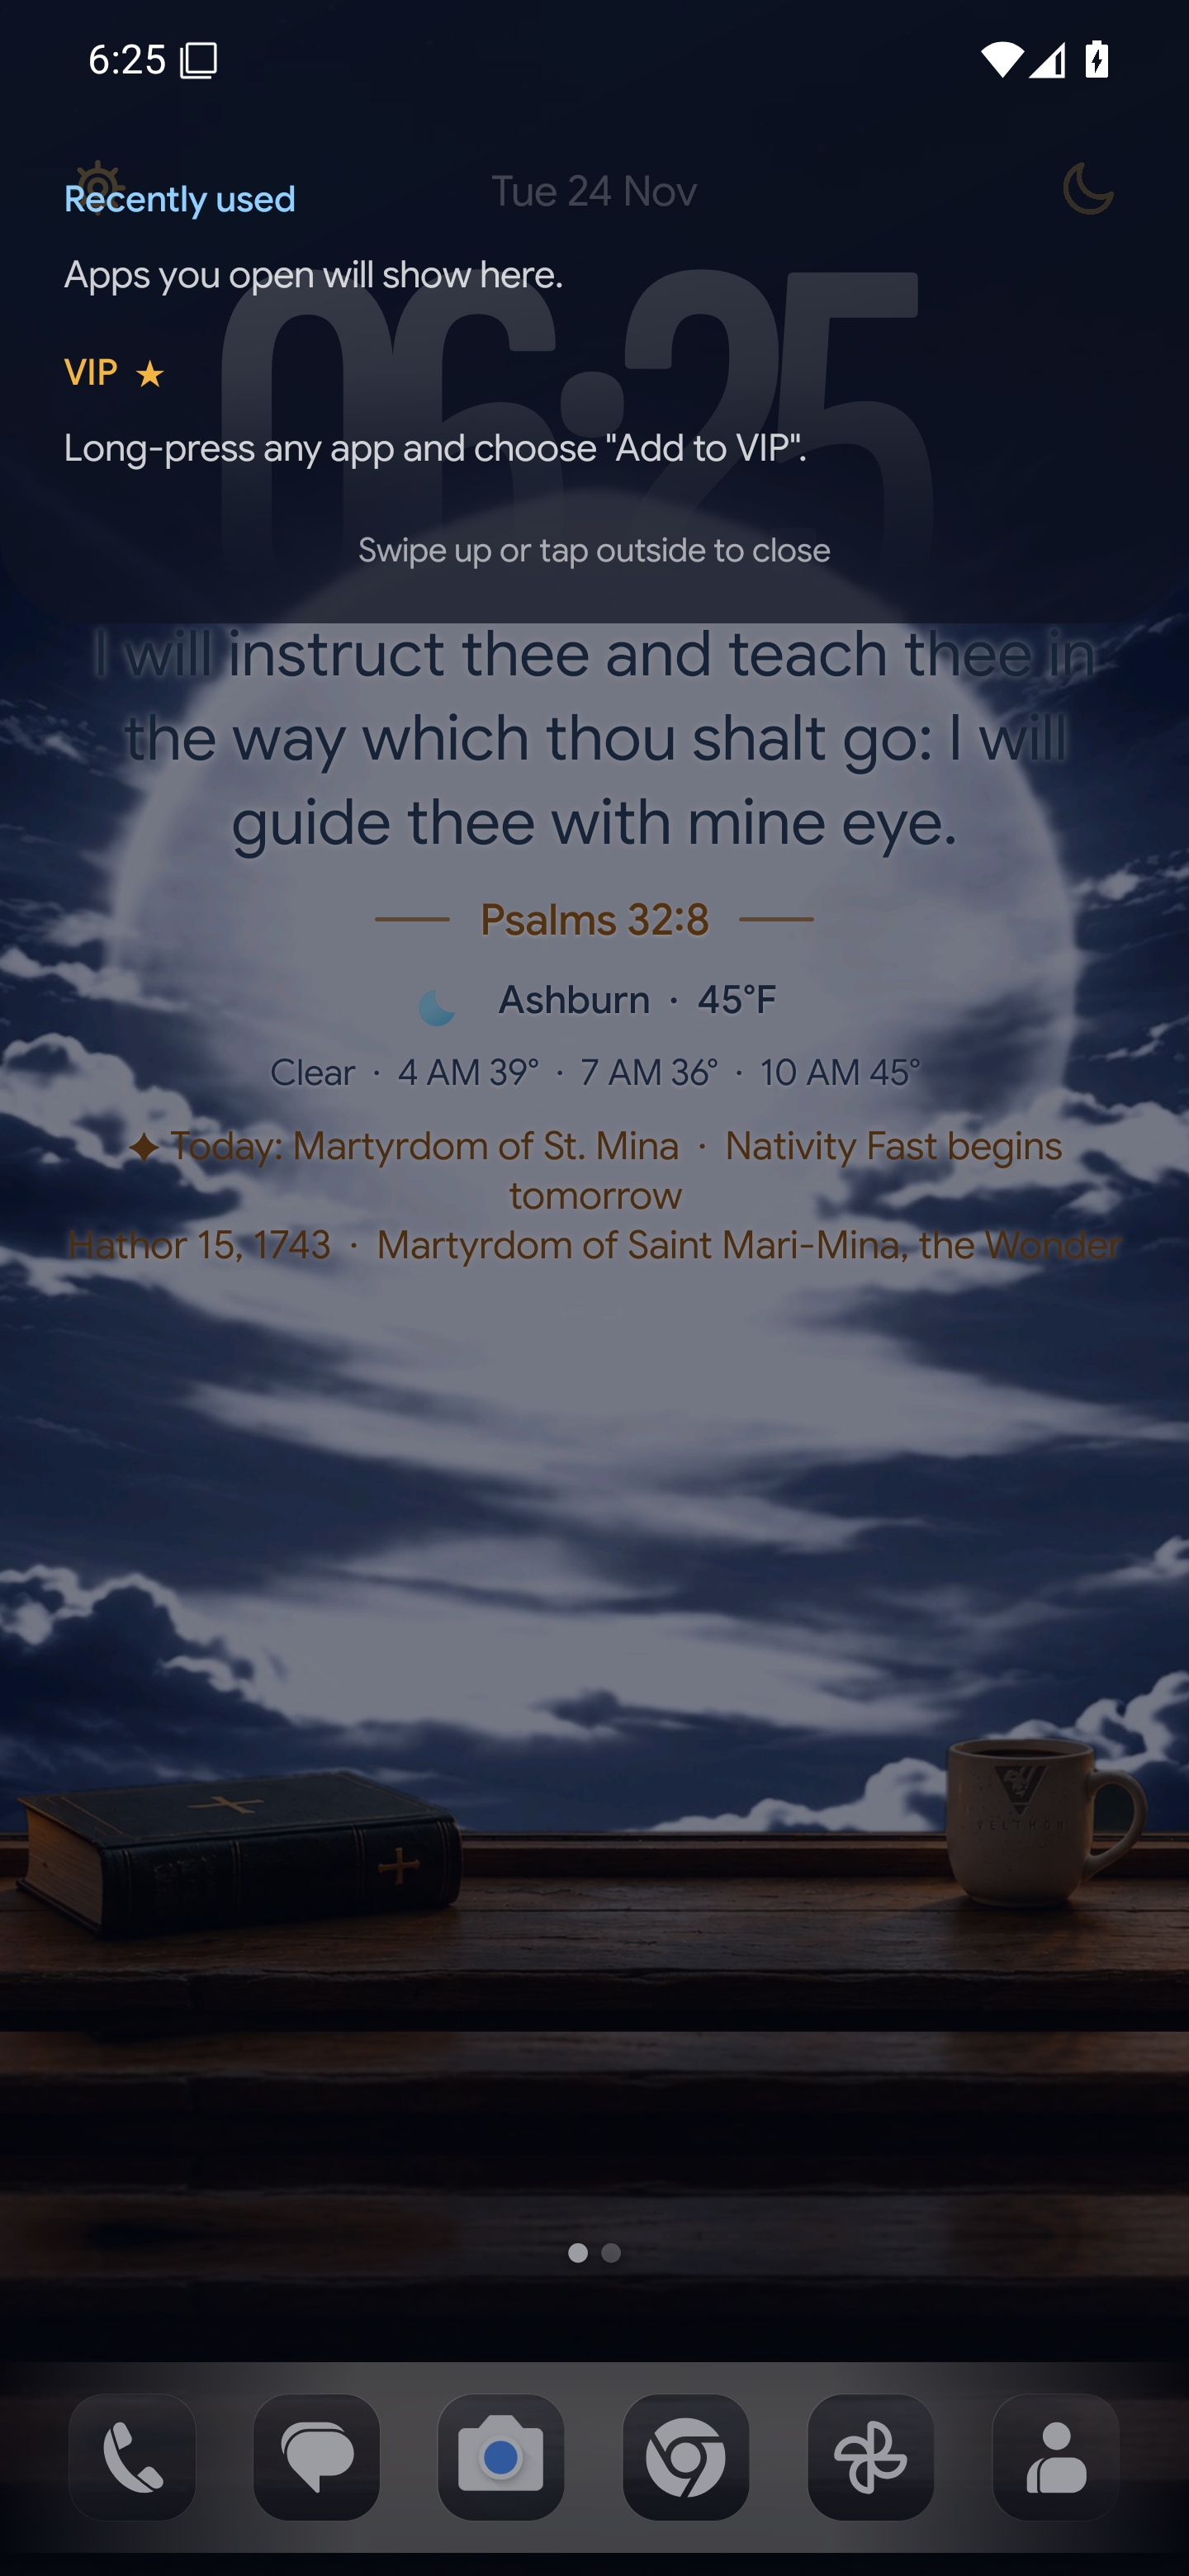 6:25
Tue 24 Nov
Recently used
Apps you open will show here.
06:25
VIP ★
Long-press any app and choose "Add to VIP".
Swipe up or tap outside to close
I will instruct thee and teach thee in
the way which thou shalt go: I will
guide thee with mine eye.
Psalms 32:8
Ashburn · 45°F
Clear · 4 AM 39° · 7 AM 36° · 10 AM 45°
✦ Today: Martyrdom of St. Mina · Nativity Fast begins
tomorrow
Hathor 15, 1743 · Martyrdom of Saint Mari-Mina, the Wonder